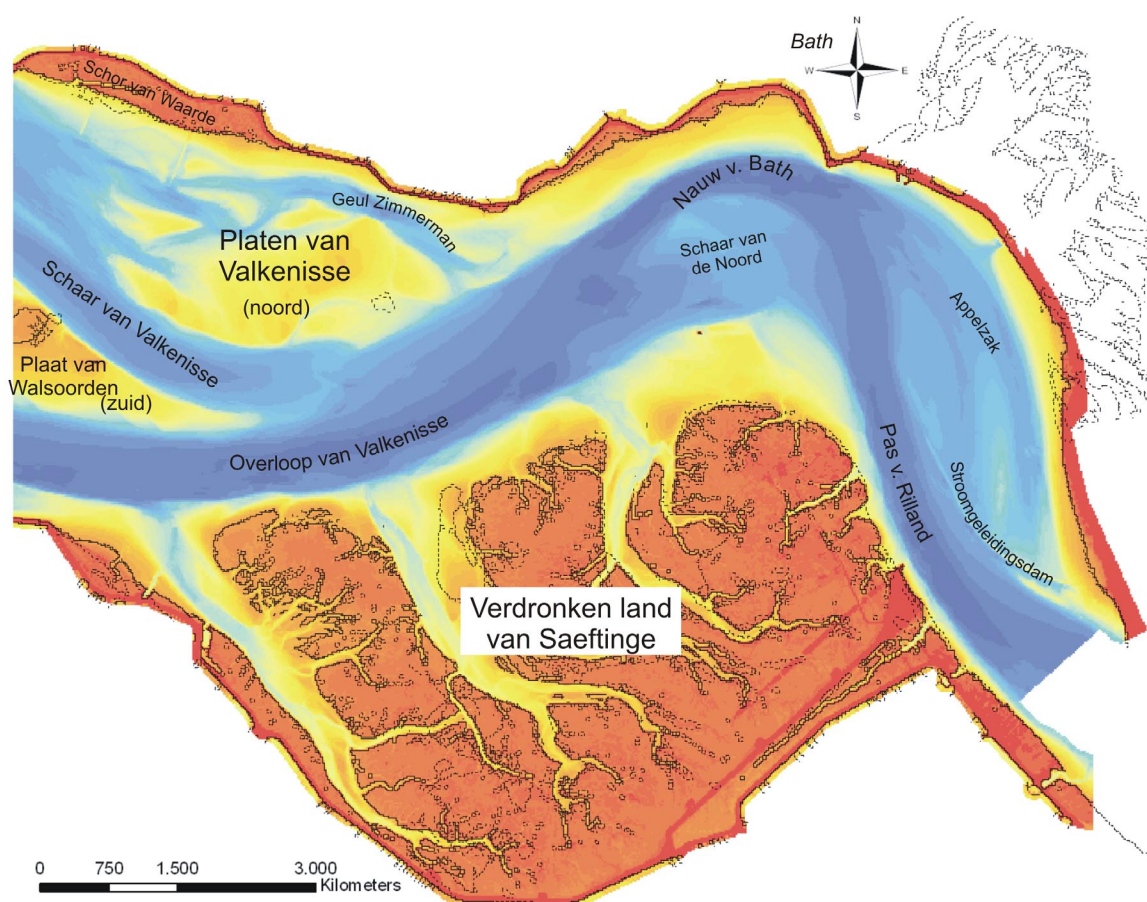 Bath
N
W
E
S
Schor van Waarde
Nauw v. Bath
Geul Zimmerman
Platen van
Valkenisse
(noord)
Schaar van
de Noord
Schaar van Valkenisse
Appelzak
Plaat van
Walsoorden
(zuid)
Overloop van Valkenisse
Pas v. Rilland
Stroomgeleidingsdam
Verdronken land
van Saeftinge
0 750 1.500 3.000
Kilometers